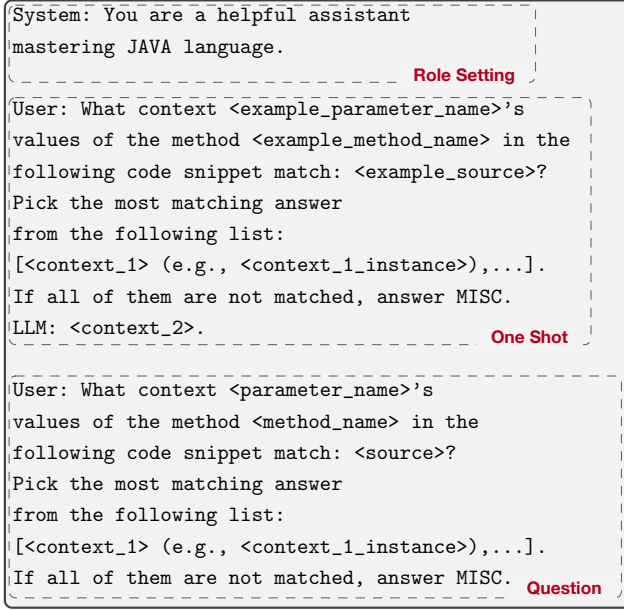 System: You are a helpful assistant
mastering JAVA language.
Role Setting
User: What context <example_parameter_name>'s
values of the method <example_method_name> in the
following code snippet match: <example_source>?
Pick the most matching answer
from the following list:
[<context_1> (e.g., <context_1_instance>),...].
If all of them are not matched, answer MISC.
LLM: <context_2>.
One Shot
User: What context <parameter_name>'s
values of the method <method_name> in the
following code snippet match: <source>?
Pick the most matching answer
from the following list:
[<context_1> (e.g., <context_1_instance>),...].
If all of them are not matched, answer MISC.
Question